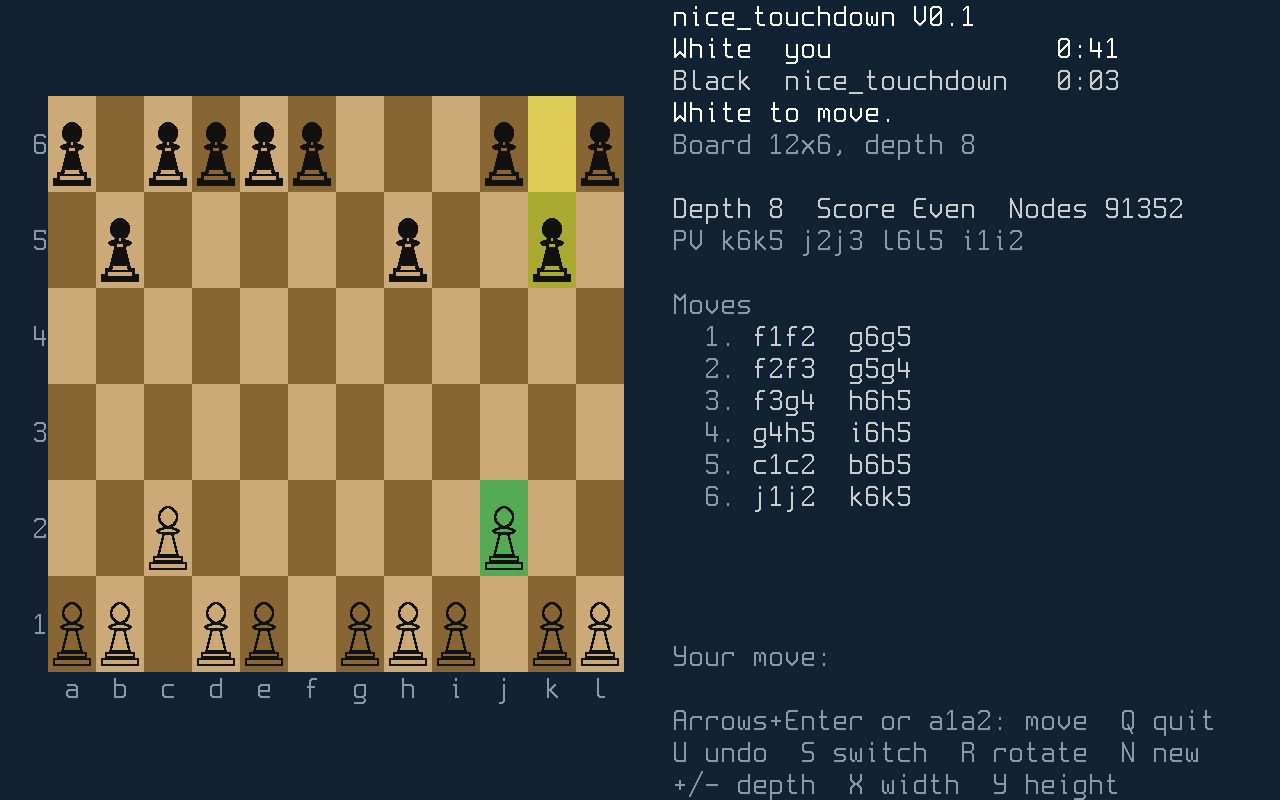 nice_touchdown V0.1
White  you  0:41
Black  nice_touchdown  0:03
White to move.
Board 12x6, depth 8
Depth 8  Score Even  Nodes 91352
PV k6k5 j2j3 l6l5 i1i2
Moves
1. f1f2  g6g5
2. f2f3  g5g4
3. f3g4  h6h5
4. g4h5  i6h5
5. c1c2  b6b5
6. j1j2  k6k5
Your move:
Arrows+Enter or a1a2: move  Q quit
U undo  S switch  R rotate  N new
+/- depth  X width  Y height
6
5
4
3
2
1
a b c d e f g h i j k l